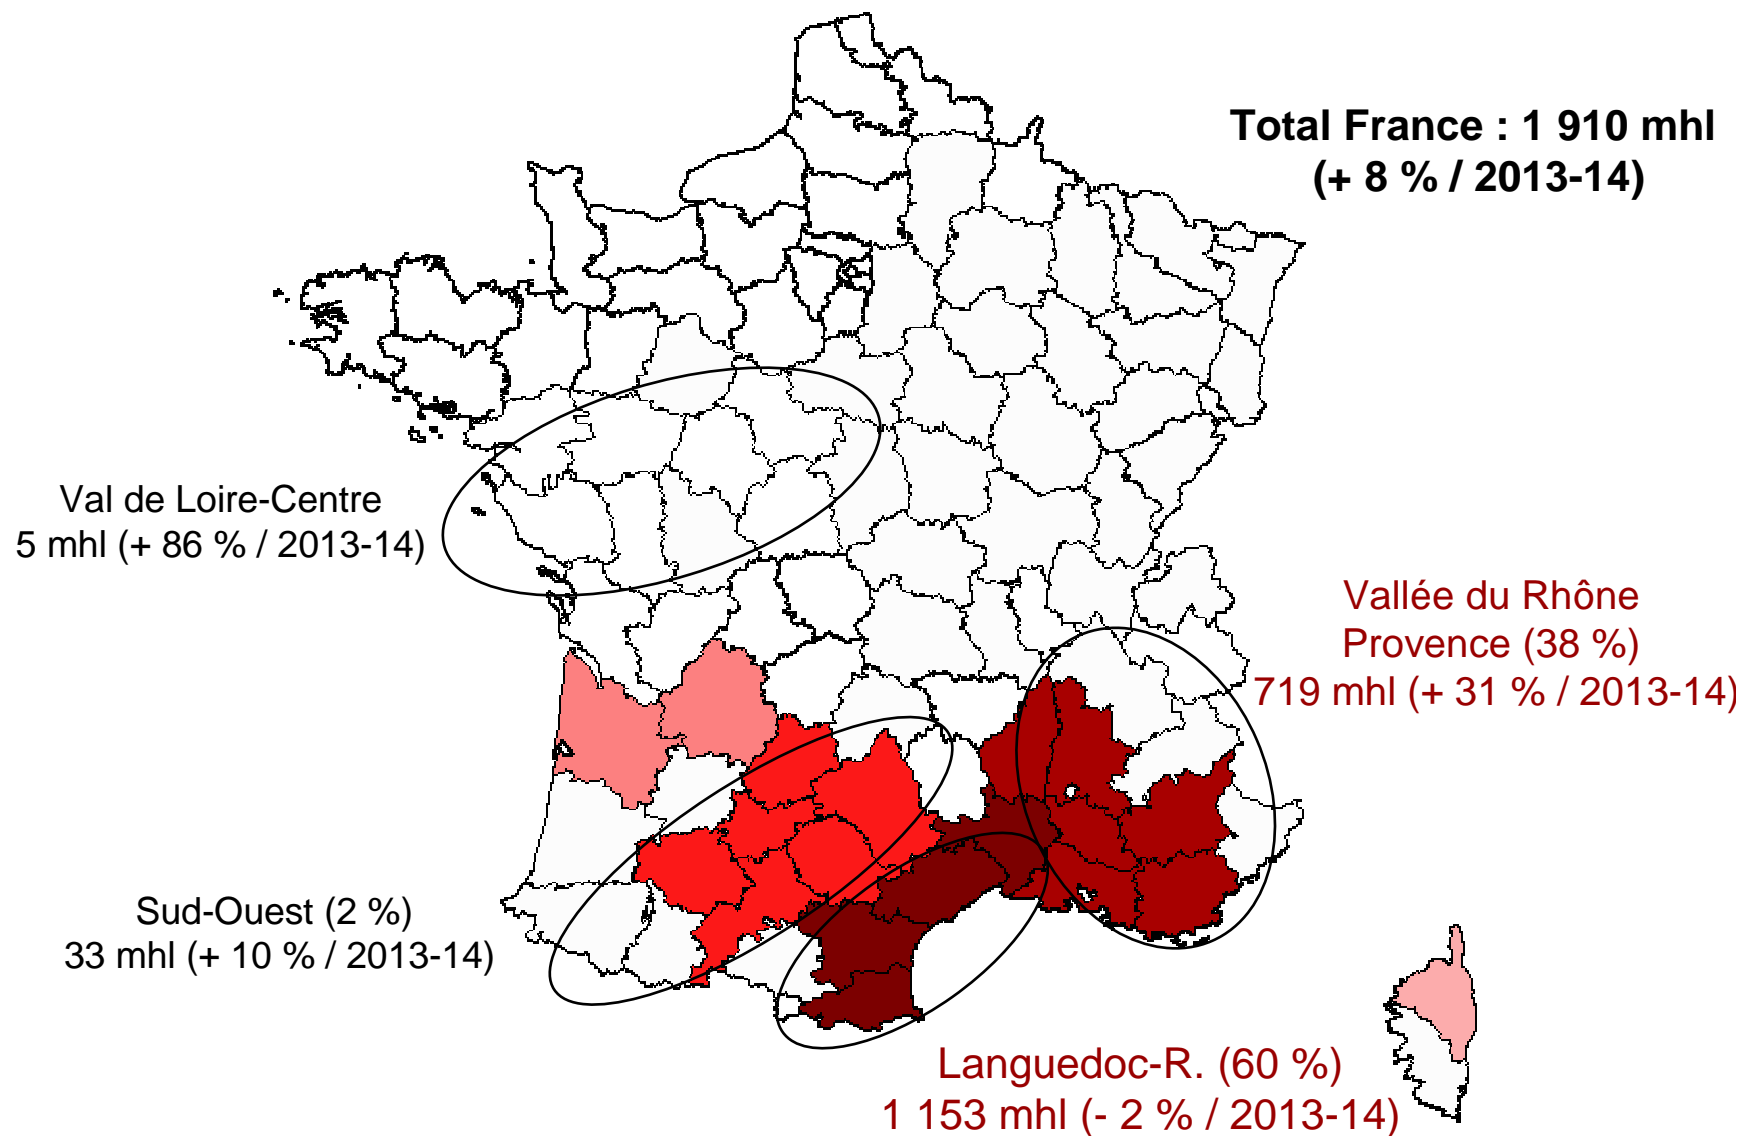 Total France : 1 910 mhl
(+ 8 % / 2013-14)
Val de Loire-Centre
5 mhl (+ 86 % / 2013-14)
Vallée du Rhône
Provence (38 %)
719 mhl (+ 31 % / 2013-14)
Sud-Ouest (2 %)
33 mhl (+ 10 % / 2013-14)
Languedoc-R. (60 %)
1 153 mhl (- 2 % / 2013-14)